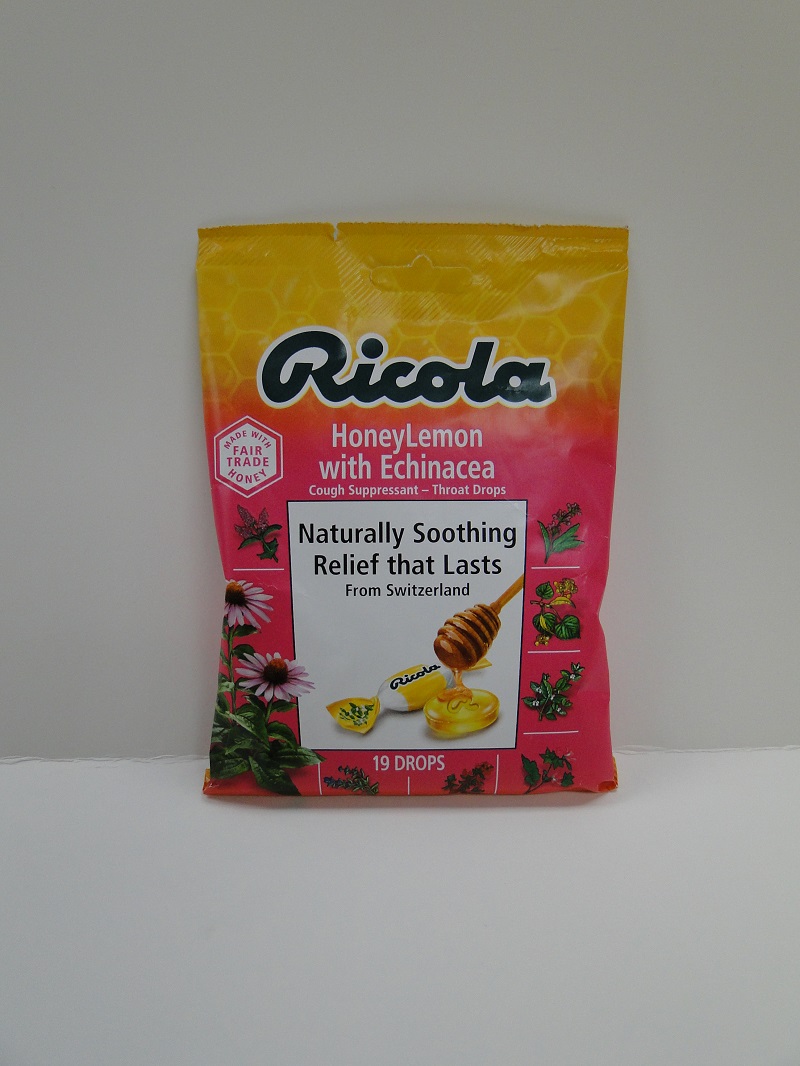 Ricola
MADE WITH
FAIR
TRADE
HONEY
HoneyLemon
with Echinacea
Cough Suppressant – Throat Drops
Naturally Soothing
Relief that Lasts
From Switzerland
Ricola
19 DROPS